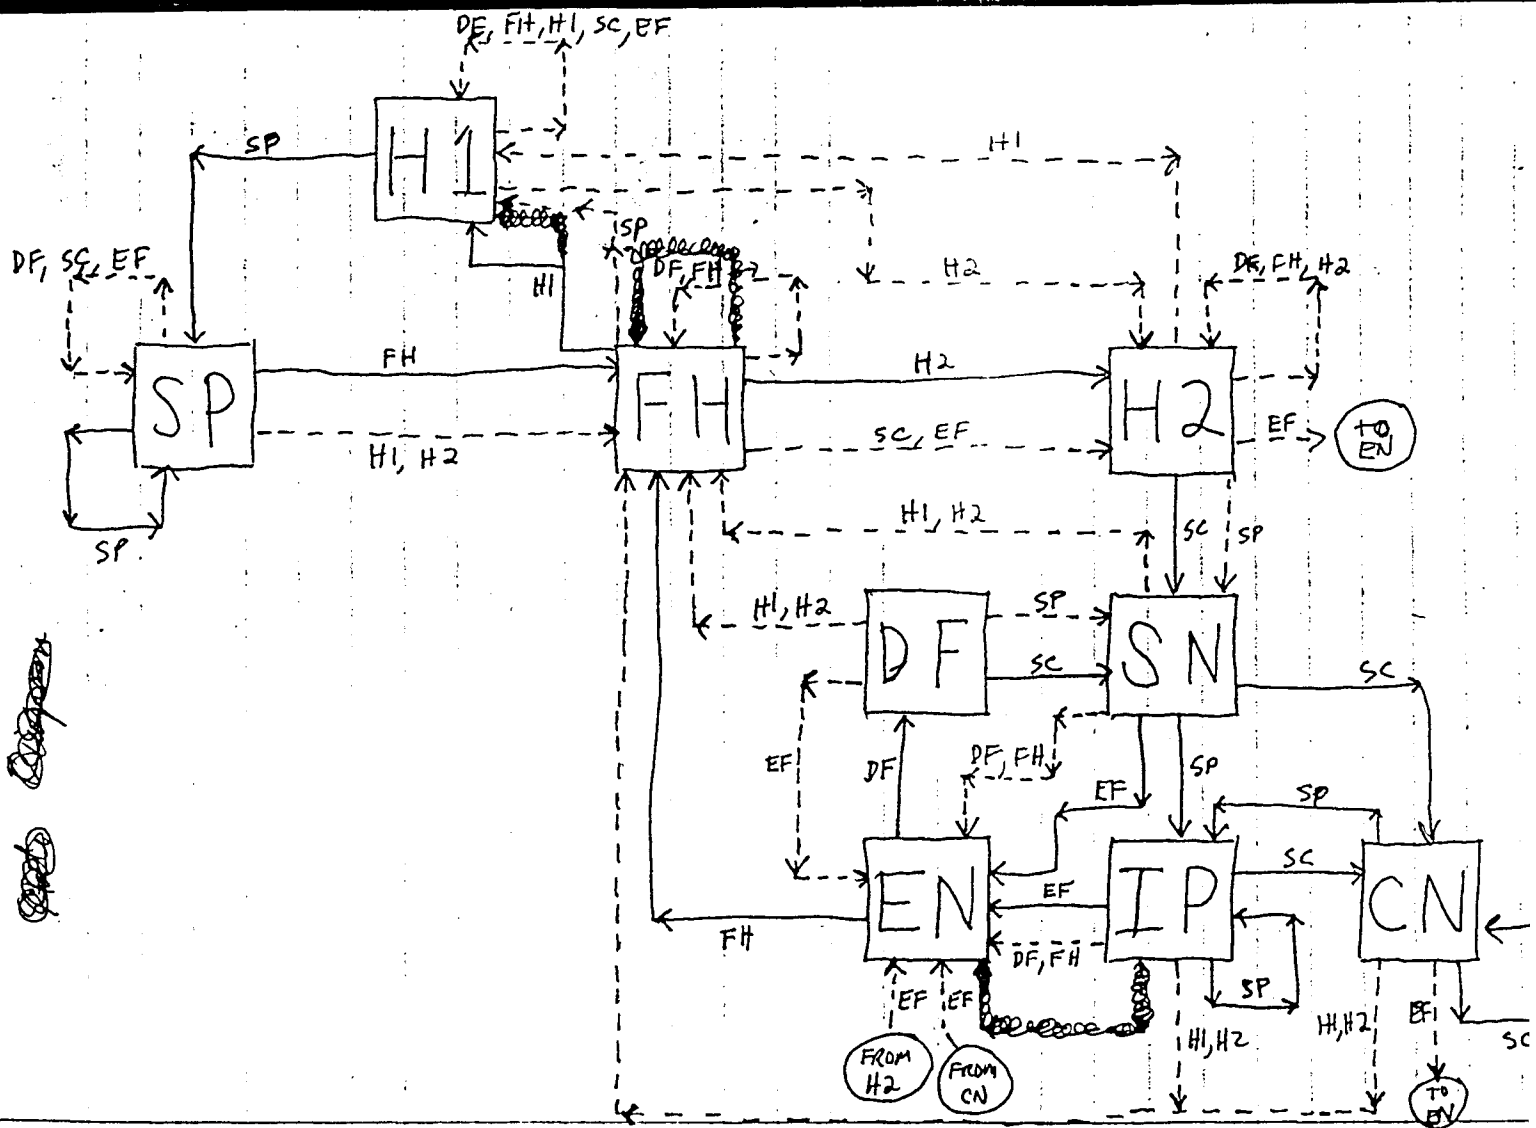 DF, FH, H1, SC, EF
H1
SP
H1
SP
DF, SC, EF
DF, FH
H2
DF, FH, H2
H1
SP
FH
H1, H2
SP
FH
H2
SC, EF
H2
EF
TO
EN
H1, H2
SC
SP
H1, H2
DF
SP
SC
SN
SC
EF
DF
DF, FH
EF
SP
SP
EN
EF
DF, FH
IP
SC
CN
FH
SP
EF
EF
H1, H2
H1, H2
EF
SC
FROM
H2
FROM
CN
TO
EN